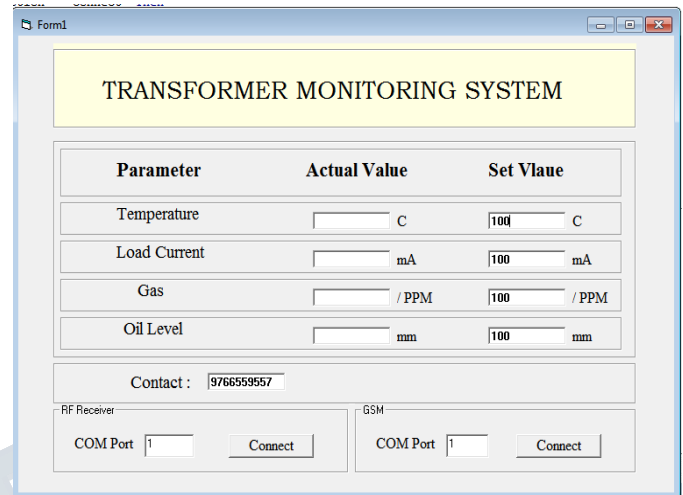 Form1
TRANSFORMER MONITORING SYSTEM
Parameter Actual Value Set Vlaue
Temperature C 100 C
Load Current mA 100 mA
Gas / PPM 100 / PPM
Oil Level mm 100 mm
Contact : 9766559557
RF Receiver GSM
COM Port 1 Connect COM Port 1 Connect